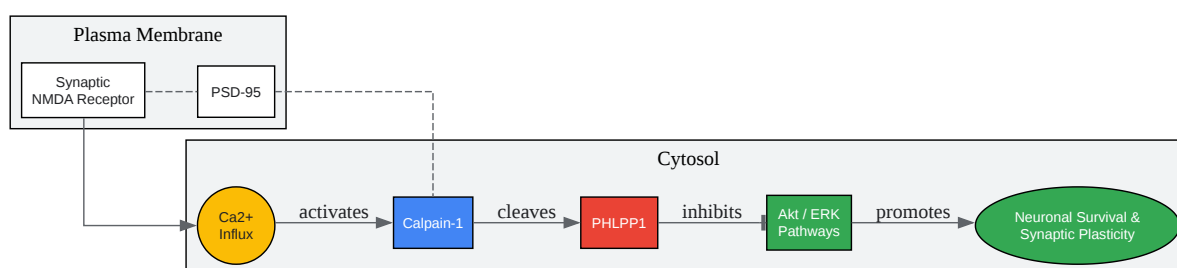 Plasma Membrane
Synaptic
NMDA Receptor
PSD-95
Cytosol
Ca2+
Influx
activates
Calpain-1
cleaves
PHLPP1
inhibits
Akt / ERK
Pathways
promotes
Neuronal Survival &
Synaptic Plasticity